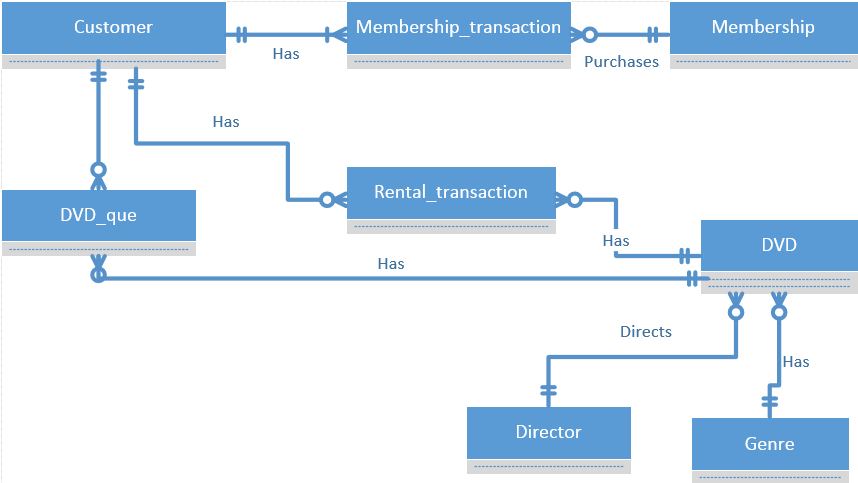 Customer
Membership_transaction
Membership
Has
Purchases
Has
Rental_transaction
DVD_que
Has
DVD
Has
Directs
Has
Director
Genre